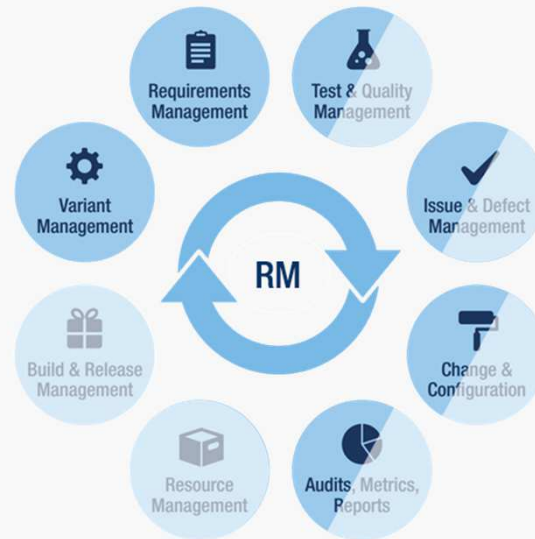 Requirements
Management
Test & Quality
Management
Variant
Management
Issue & Defect
Management
RM
Build & Release
Management
Change &
Configuration
Resource
Management
Audits, Metrics,
Reports